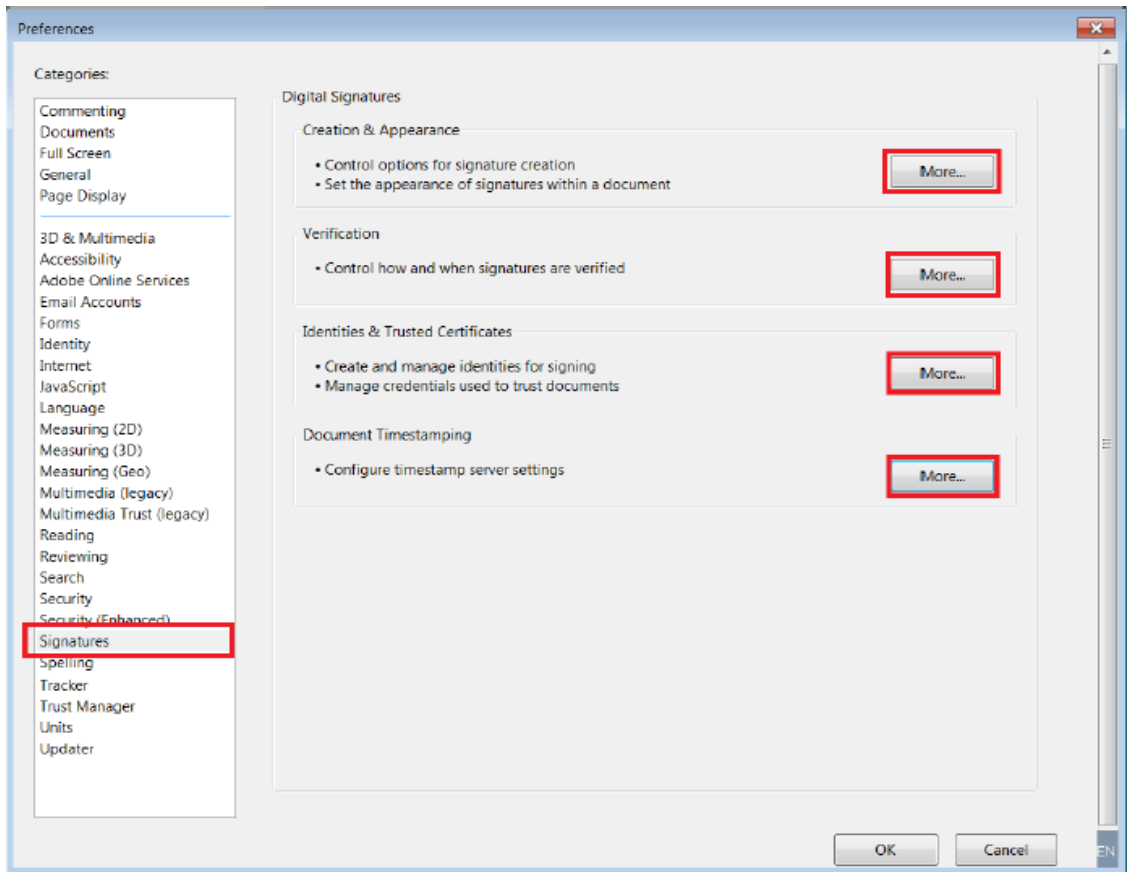 Preferences
Categories:
Commenting
Documents
Full Screen
General
Page Display
3D & Multimedia
Accessibility
Adobe Online Services
Email Accounts
Forms
Identity
Internet
JavaScript
Language
Measuring (2D)
Measuring (3D)
Measuring (Geo)
Multimedia (legacy)
Multimedia Trust (legacy)
Reading
Reviewing
Search
Security
Security (Enhanced)
Signatures
Spelling
Tracker
Trust Manager
Units
Updater
Digital Signatures
Creation & Appearance
• Control options for signature creation
• Set the appearance of signatures within a document
More...
Verification
• Control how and when signatures are verified
More...
Identities & Trusted Certificates
• Create and manage identities for signing
• Manage credentials used to trust documents
More...
Document Timestamping
• Configure timestamp server settings
More...
OK
Cancel
EN